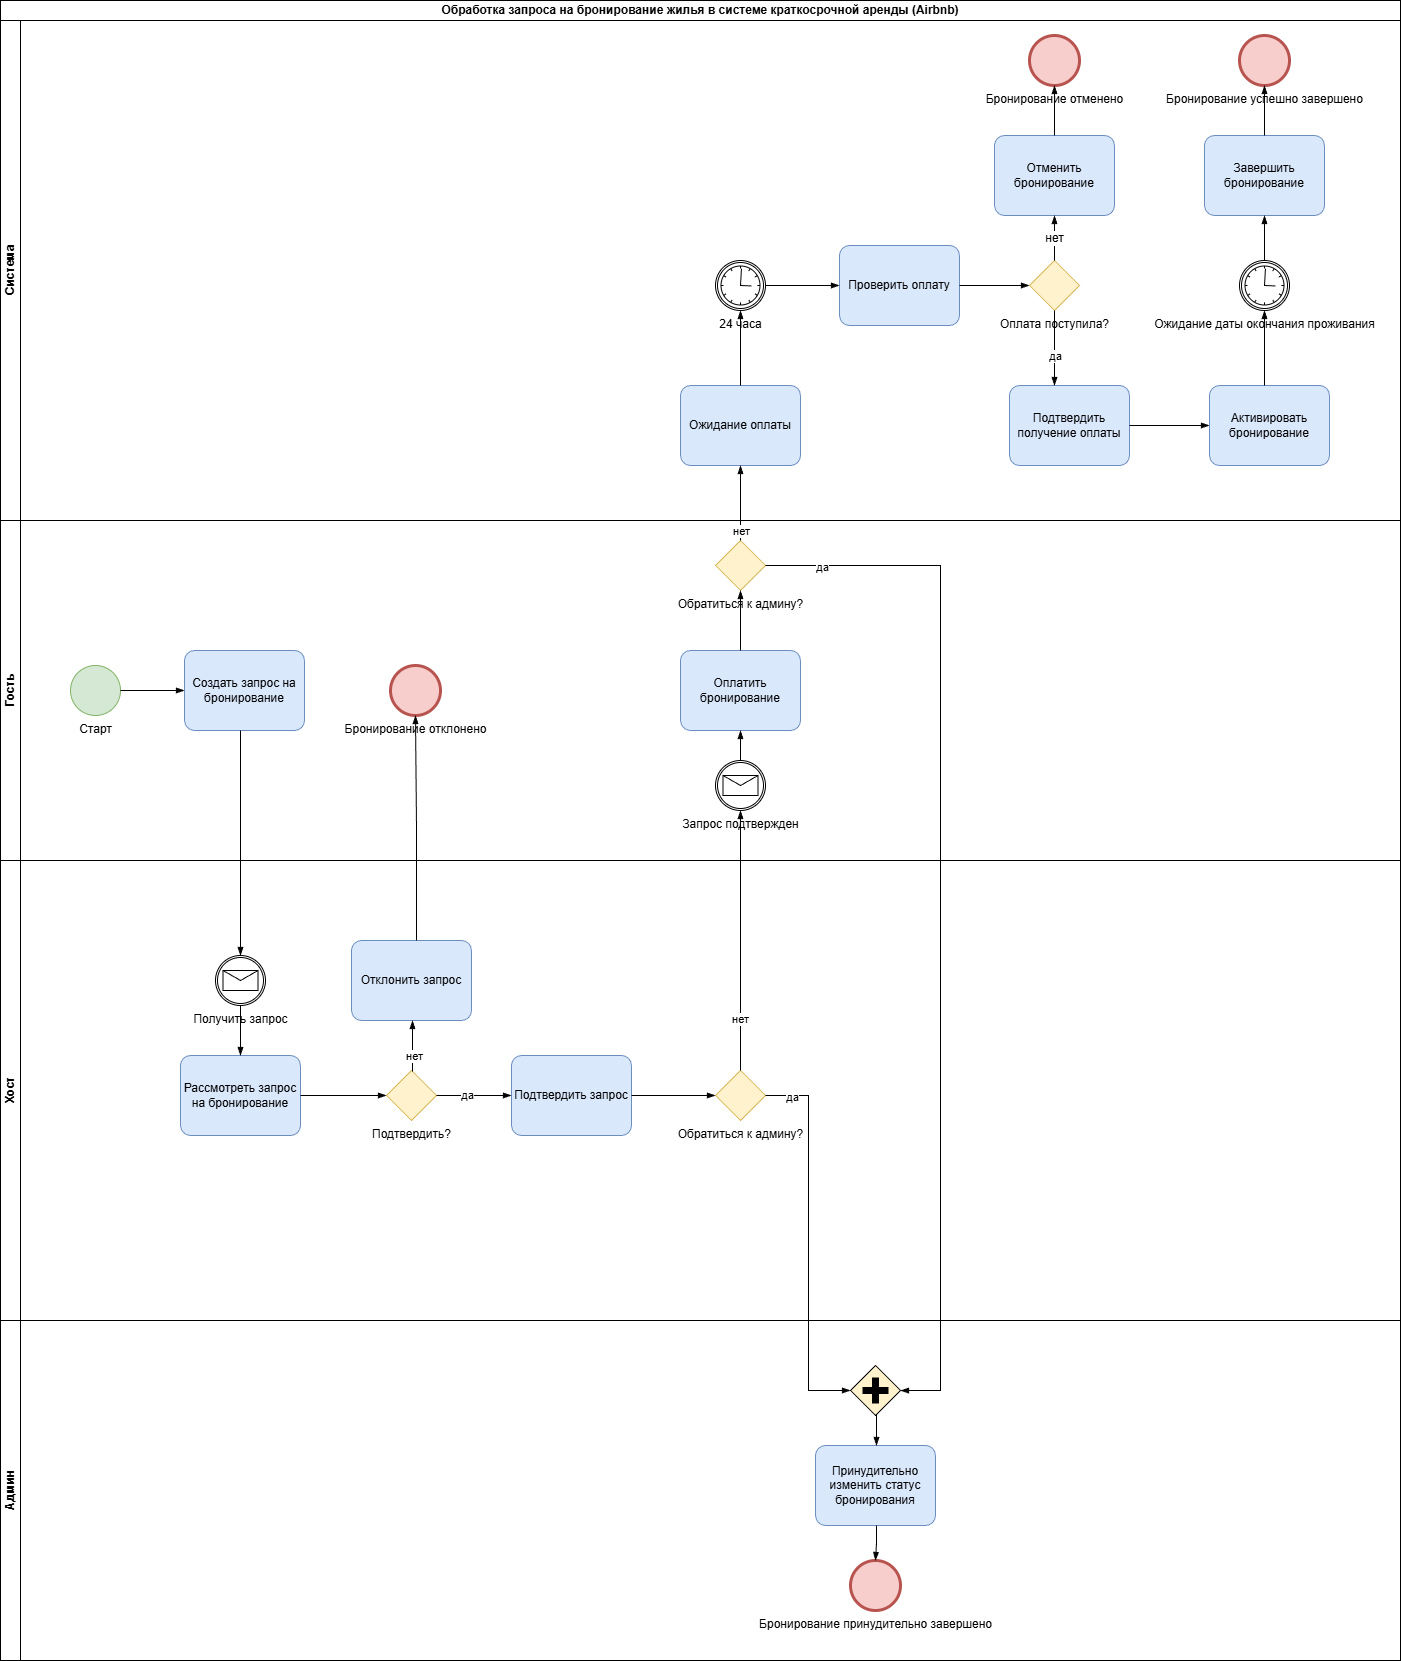 Обработка запроса на бронирование жилья в системе краткосрочной аренды (Airbnb)
Система
Бронирование отменено
Бронирование успешно завершено
Отменить
бронирование
Завершить
бронирование
нет
Проверить оплату
24 часа
Оплата поступила?
Ожидание даты окончания проживания
да
Ожидание оплаты
Подтвердить
получение оплаты
Активировать
бронирование
Гость
нет
да
Обратиться к админу?
Создать запрос на
бронирование
Оплатить
бронирование
Старт
Бронирование отклонено
Запрос подтвержден
Хост
Отклонить запрос
Получить запрос
нет
нет
Рассмотреть запрос
на бронирование
да
Подтвердить запрос
да
Подтвердить?
Обратиться к админу?
Админ
Принудительно
изменить статус
бронирования
Бронирование принудительно завершено